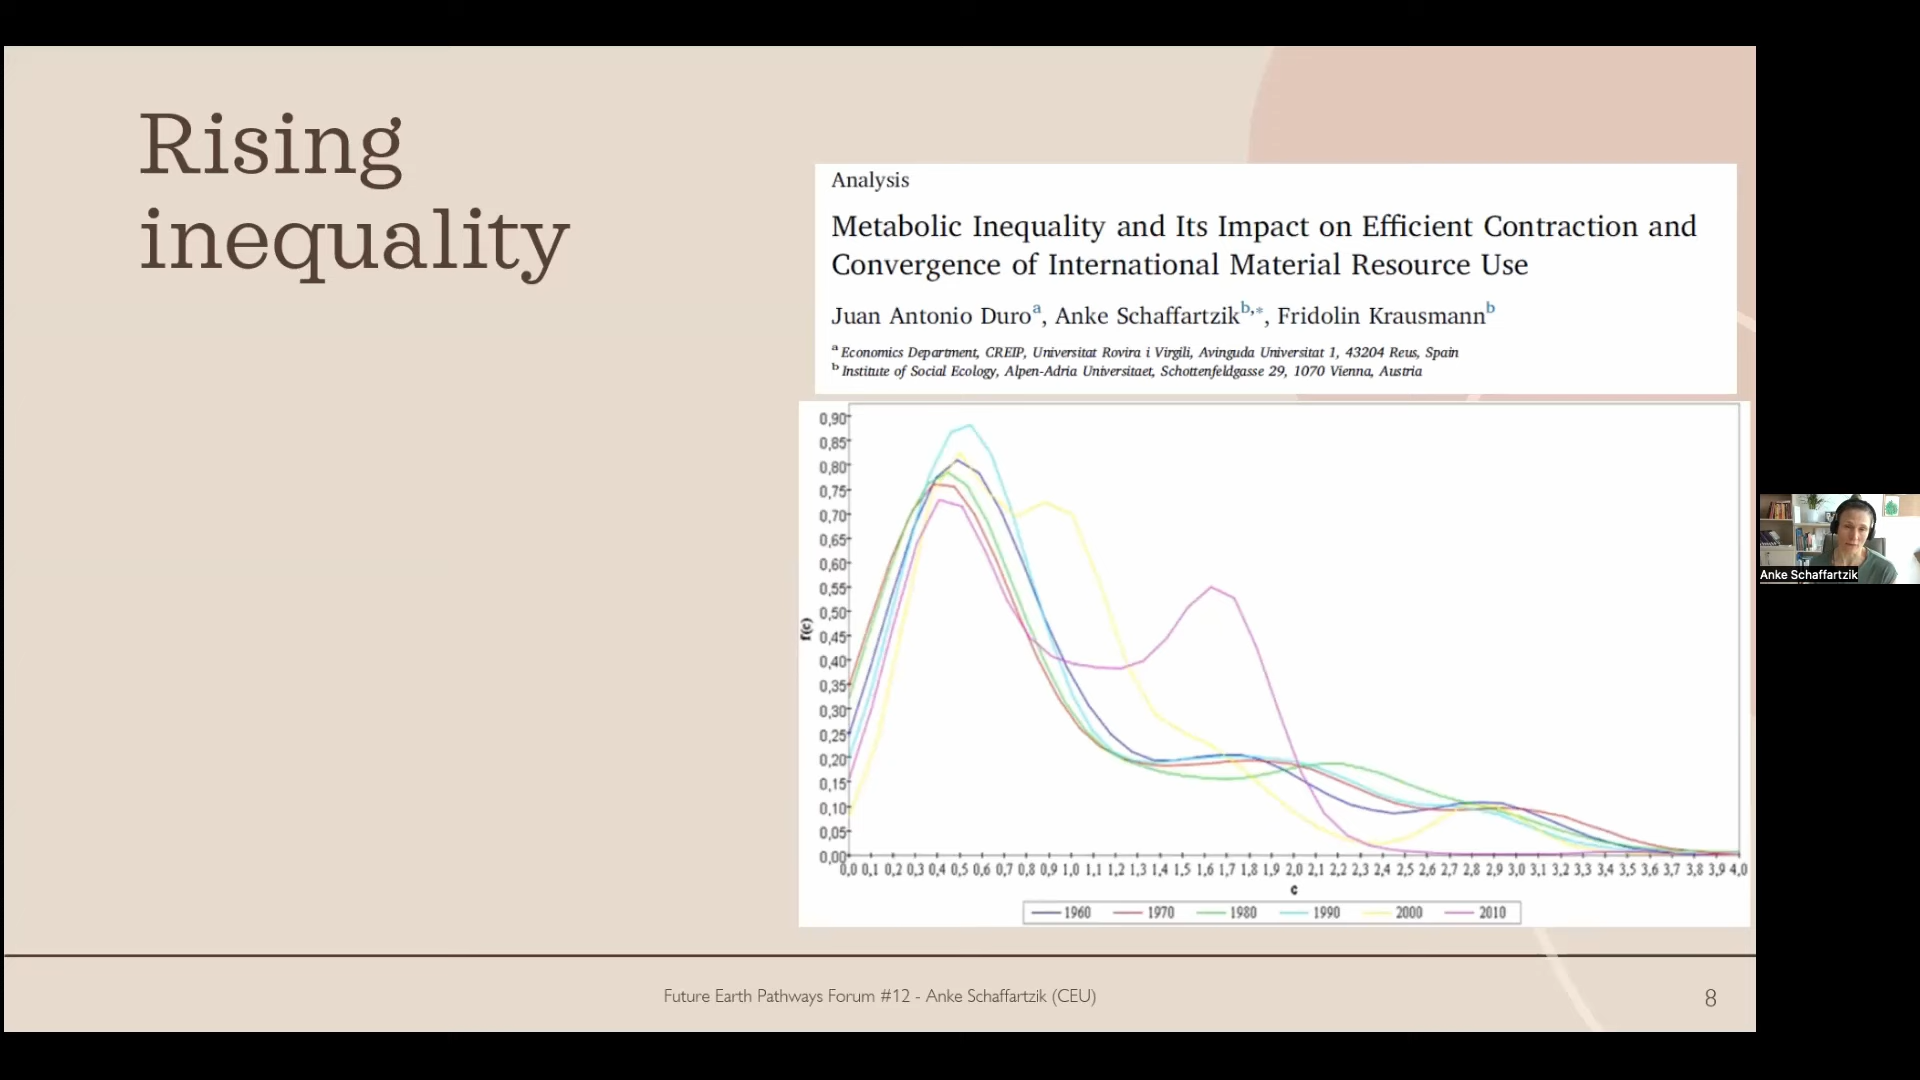 Rising
inequality
Analysis
Metabolic Inequality and Its Impact on Efficient Contraction and
Convergence of International Material Resource Use
Juan Antonio Duroᵃ, Anke Schaffartzikᵇ,*, Fridolin Krausmannᵇ
ᵃ Economics Department, CREIP, Universitat Rovira i Virgili, Avinguda Universitat 1, 43204 Reus, Spain
ᵇ Institute of Social Ecology, Alpen-Adria Universitaet, Schottenfeldgasse 29, 1070 Vienna, Austria
0,90
0,85
0,80
0,75
0,70
0,65
0,60
0,55
0,50
0,45
0,40
0,35
0,30
0,25
0,20
0,15
0,10
0,05
0,00
f(c)
0,0 0,1 0,2 0,3 0,4 0,5 0,6 0,7 0,8 0,9 1,0 1,1 1,2 1,3 1,4 1,5 1,6 1,7 1,8 1,9 2,0 2,1 2,2 2,3 2,4 2,5 2,6 2,7 2,8 2,9 3,0 3,1 3,2 3,3 3,4 3,5 3,6 3,7 3,8 3,9 4,0
c
1960 1970 1980 1990 2000 2010
Anke Schaffartzik
Future Earth Pathways Forum #12 - Anke Schaffartzik (CEU)
8